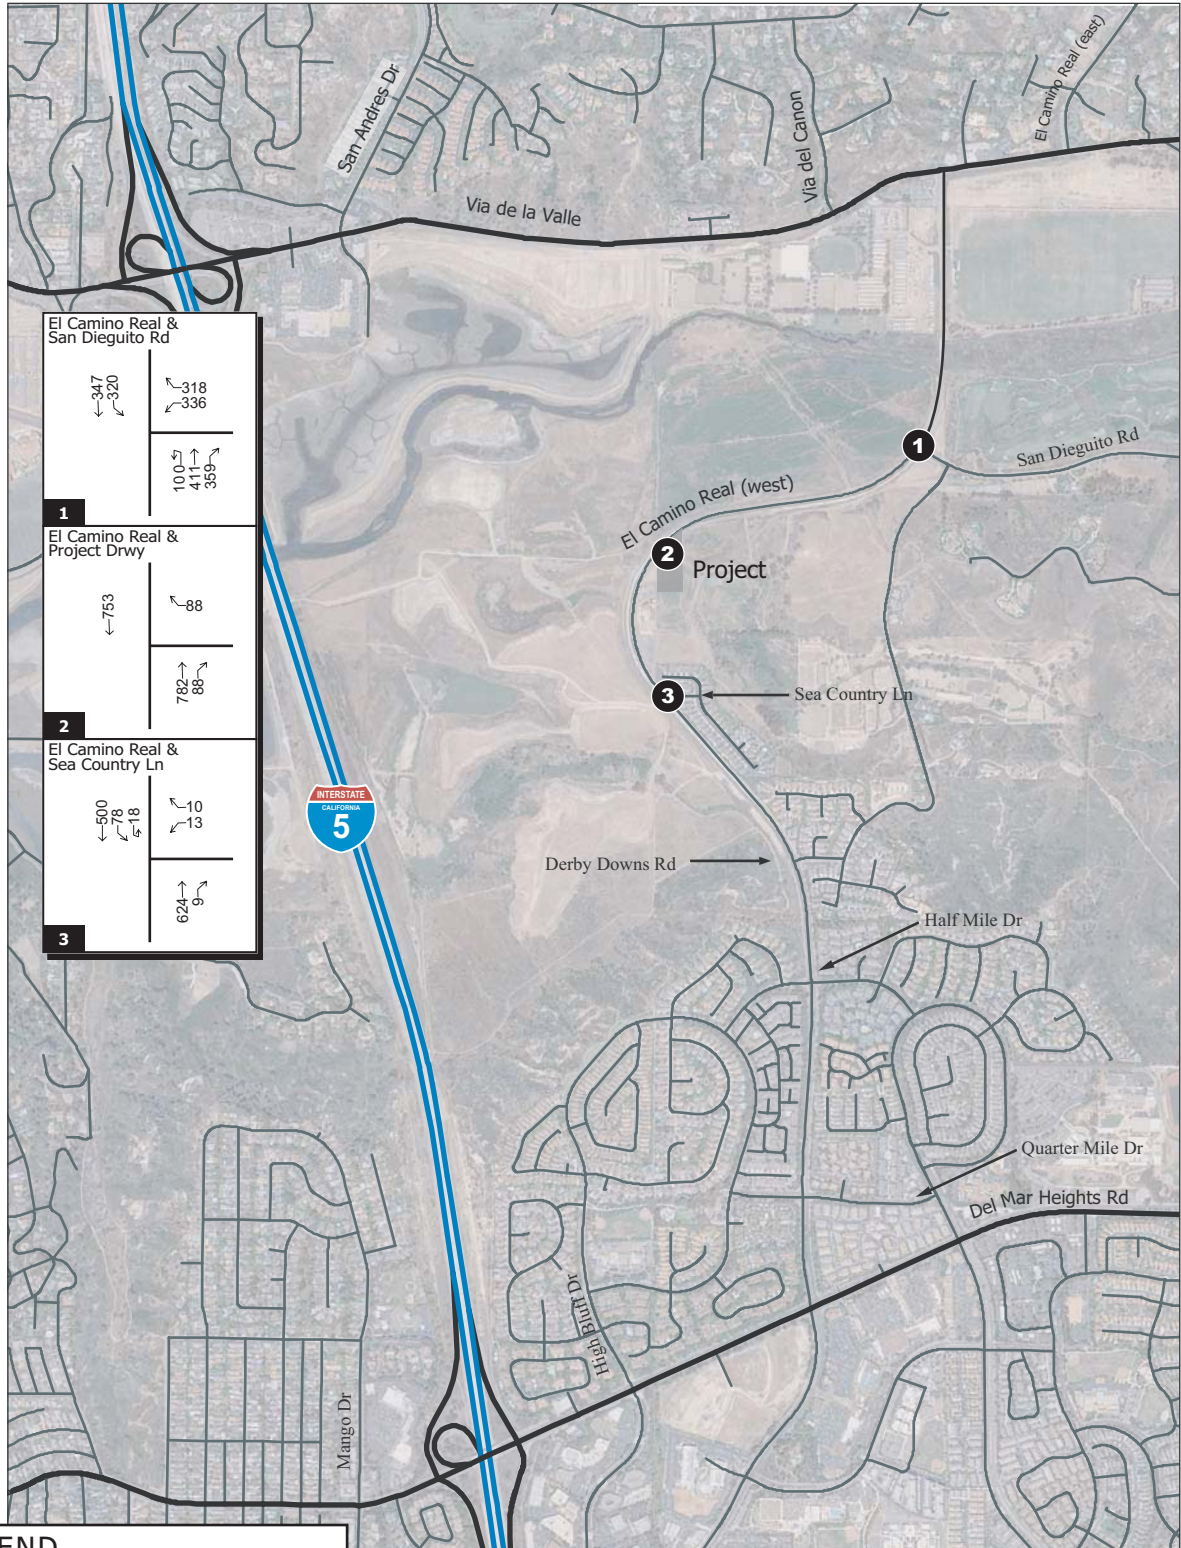 San Andres Dr
Via de la Valle
Via del Canon
El Camino Real (east)
El Camino Real &
San Dieguito Rd
347
320
318
336
100
411
359
1
El Camino Real &
Project Drwy
753
88
782
88
2
El Camino Real &
Sea Country Ln
500
78
18
10
13
624
9
3
1
San Dieguito Rd
El Camino Real (west)
2
Project
3
Sea Country Ln
INTERSTATE
CALIFORNIA
5
Derby Downs Rd
Half Mile Dr
Quarter Mile Dr
Del Mar Heights Rd
High Bluff Dr
Mango Dr